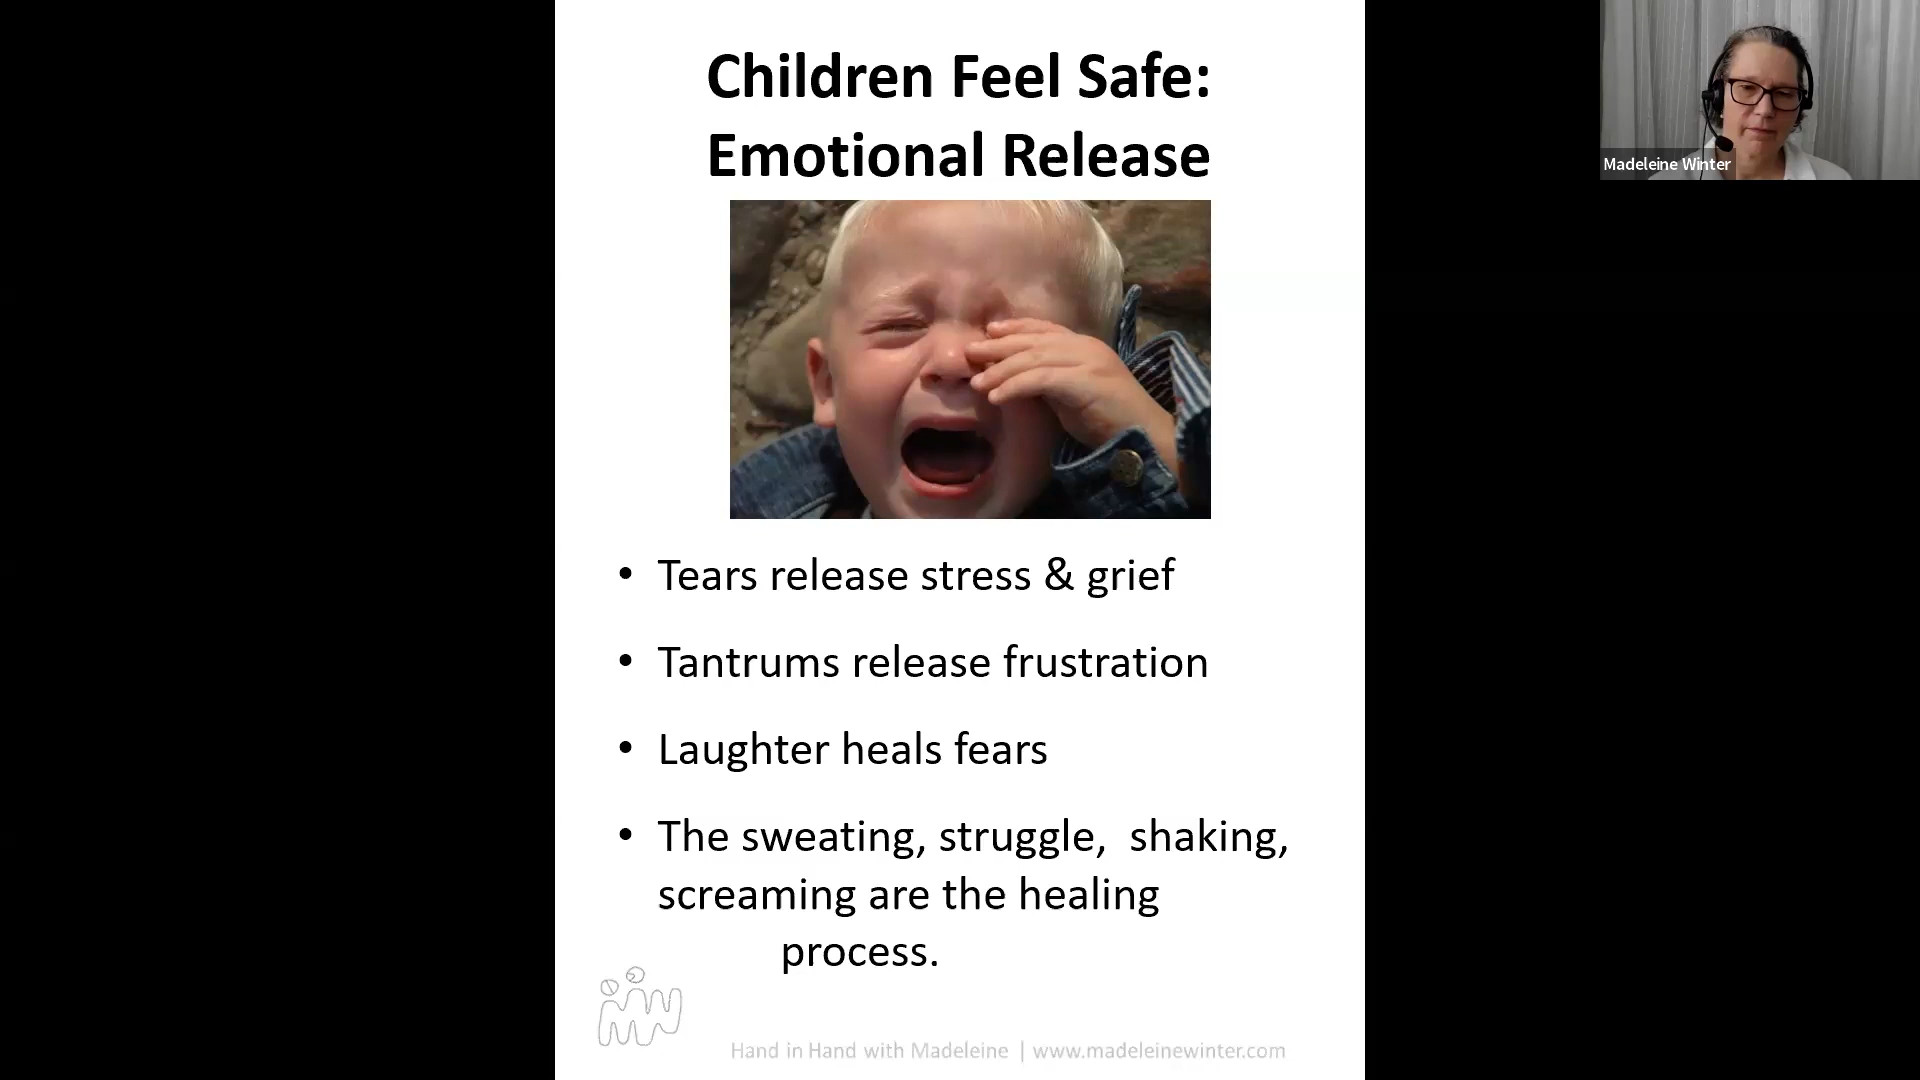 Children Feel Safe:
Emotional Release
Madeleine Winter
• Tears release stress & grief
• Tantrums release frustration
• Laughter heals fears
• The sweating, struggle, shaking,
screaming are the healing
process.
Hand in Hand with Madeleine | www.madeleinewinter.com